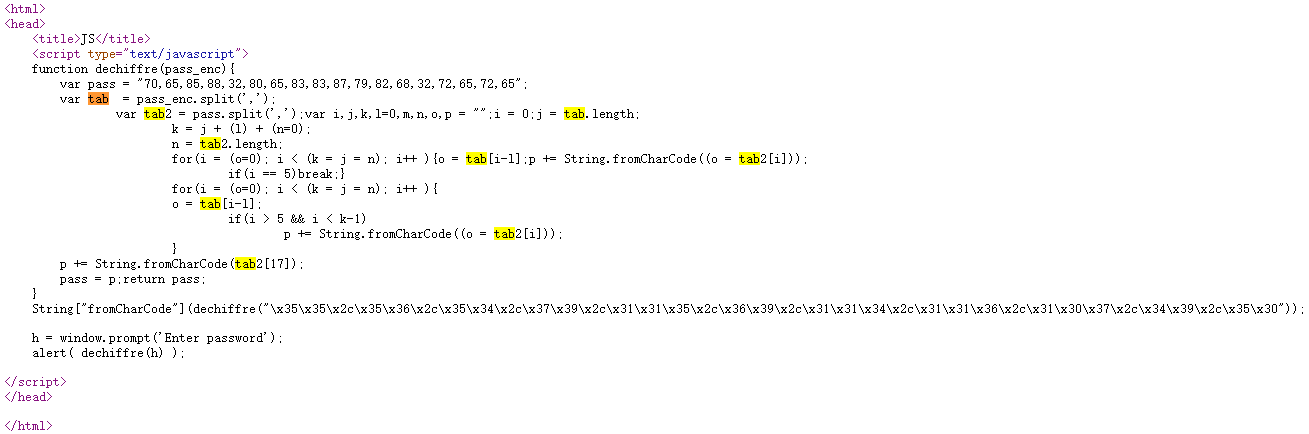 <html>
<head>
<title>JS</title>
<script type="text/javascript">
function dechiffre(pass_enc){
var pass = "70,65,85,88,32,80,65,83,83,87,79,82,68,32,72,65,72,65";
var tab = pass_enc.split(',');
var tab2 = pass.split(',');var i,j,k,l=0,m,n,o,p = "";i = 0;j = tab.length;
k = j + (l) + (n=0);
n = tab2.length;
for(i = (o=0); i < (k = j = n); i++ ){o = tab[i-l];p += String.fromCharCode((o = tab2[i]));
if(i == 5)break;}
for(i = (o=0); i < (k = j = n); i++ ){
o = tab[i-l];
if(i > 5 && i < k-1)
p += String.fromCharCode((o = tab2[i]));
}
p += String.fromCharCode(tab2[17]);
pass = p;return pass;
}
String["fromCharCode"](dechiffre("\x35\x35\x2c\x35\x36\x2c\x35\x34\x2c\x37\x39\x2c\x31\x31\x35\x2c\x36\x39\x2c\x31\x31\x34\x2c\x31\x31\x36\x2c\x31\x30\x37\x2c\x34\x39\x2c\x35\x30"));
h = window.prompt('Enter password');
alert( dechiffre(h) );
</script>
</head>
</html>